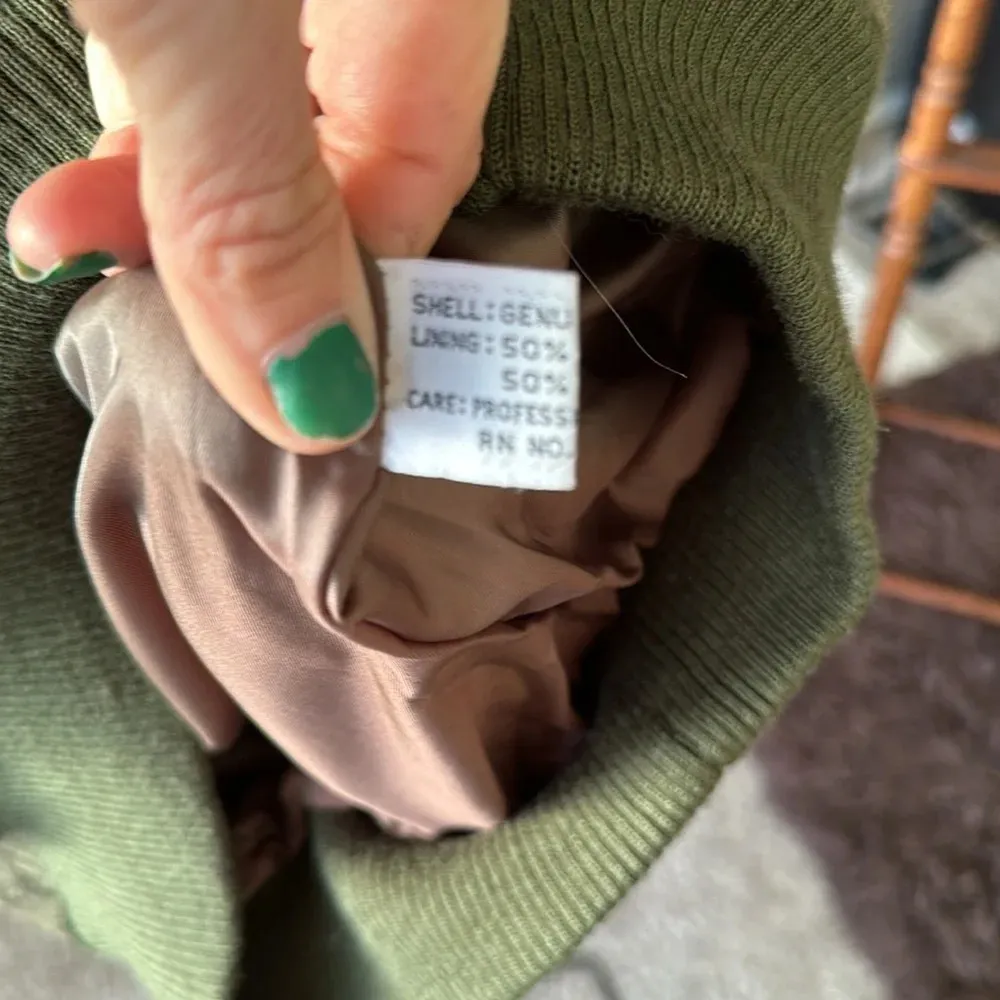 SHELL:GENU
LINING:50%
50%
CARE:PROFESS
RN NO.